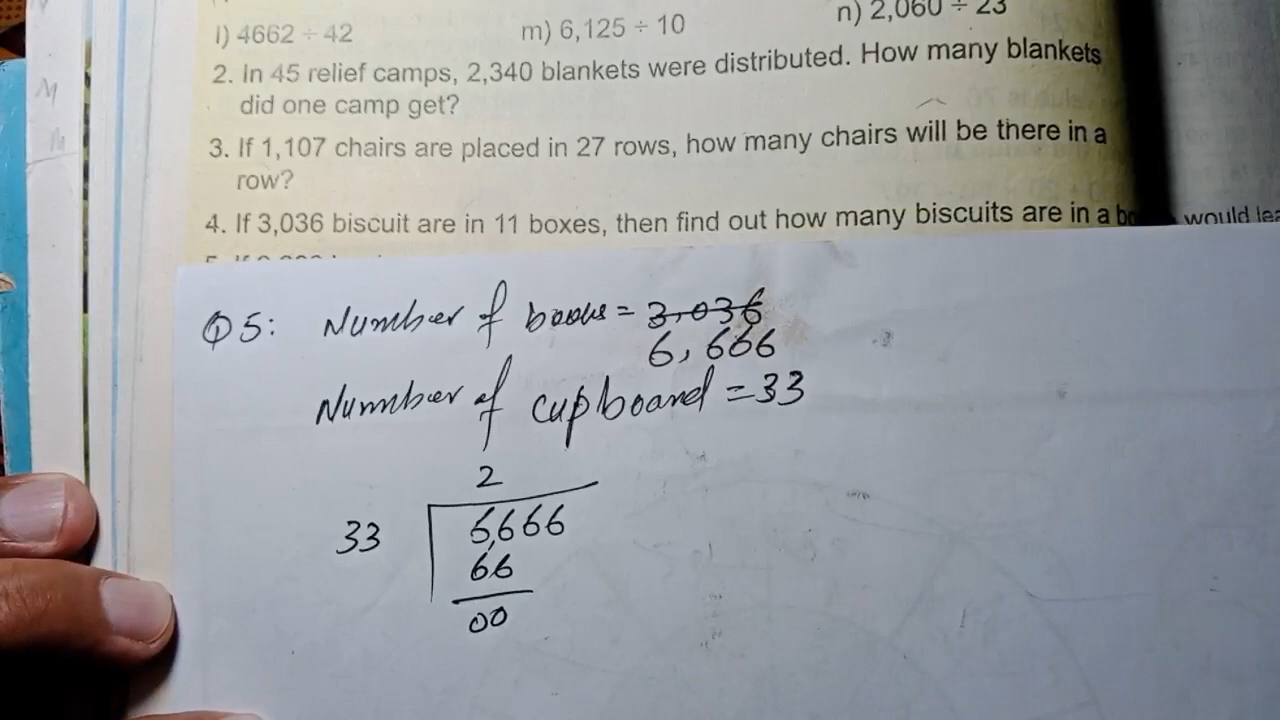 l) 4662 ÷ 42 m) 6,125 ÷ 10 n) 2,060 ÷ 23
2. In 45 relief camps, 2,340 blankets were distributed. How many blankets
did one camp get?
3. If 1,107 chairs are placed in 27 rows, how many chairs will be there in a
row?
4. If 3,036 biscuit are in 11 boxes, then find out how many biscuits are in a
would
Q5: Number of books = 3,036
6,666
Number of cupboard = 33
2
33 6,666
66
00